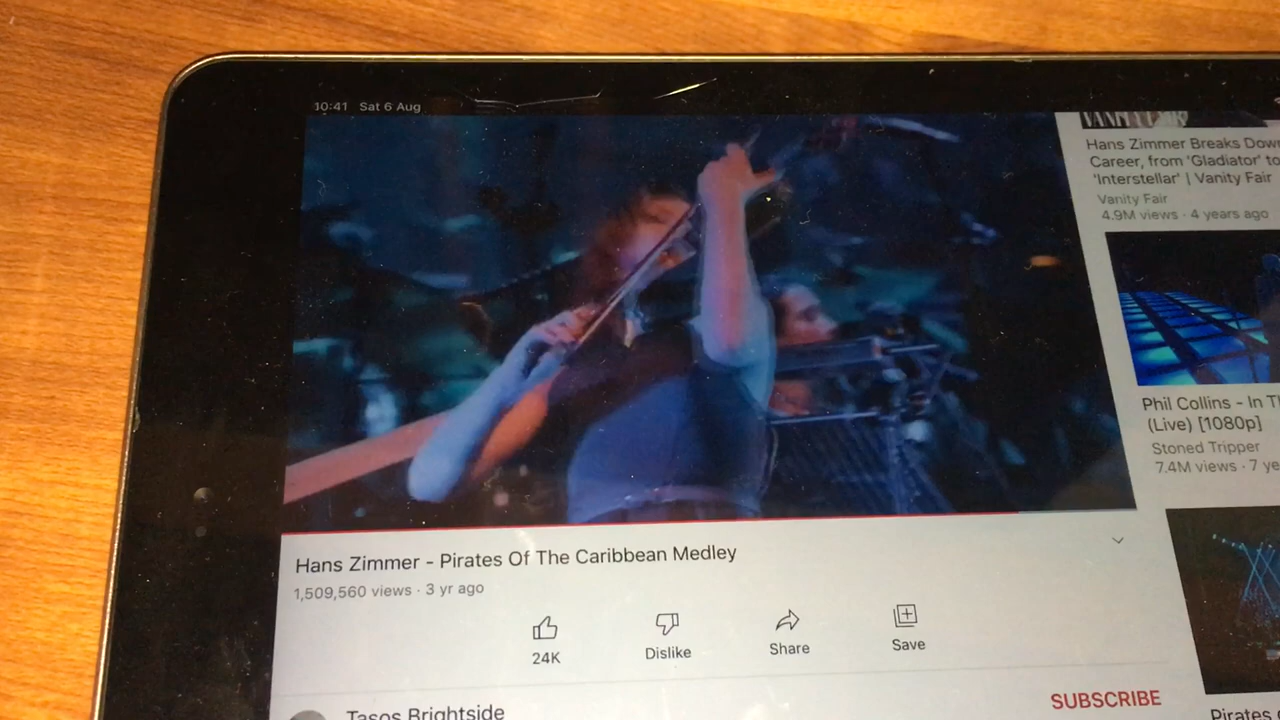 10:41 Sat 6 Aug
Hans Zimmer - Pirates Of The Caribbean Medley
1,509,560 views · 3 yr ago
24K
Dislike
Share
Save
Tasos Brightside
SUBSCRIBE
VANITY
Hans Zimmer Breaks Down
Career, from 'Gladiator' to
'Interstellar' | Vanity Fair
Vanity Fair
4.9M views · 4 years ago
Phil Collins - In T
(Live) [1080p]
Stoned Tripper
7.4M views · 7 ye
Pirates